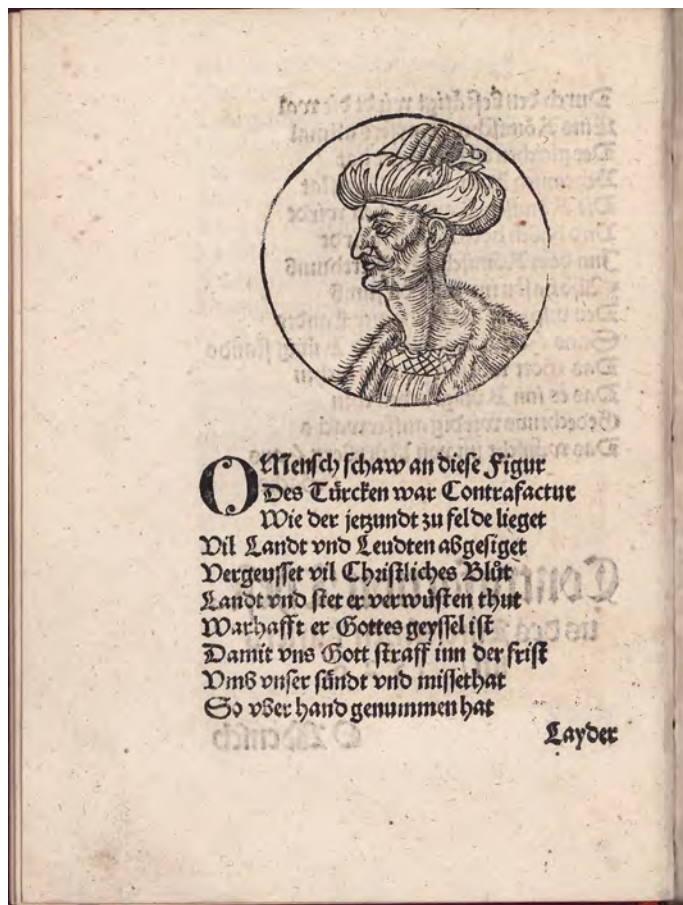 O Mensch schaw an diese Figur
Des Türcken war Contrafactur
Wie der jetzundt zu felde lieget
Vil Landt vnd Leudten abgesiget
Vergeusset vil Christliches Blůt
Landt vnd stet er verwůsten thut
Warhafft er Gottes geyssel ist
Damit vns Gott straff inn der frist
Vmb vnser sündt vnd missethat
So vber hand genummen hat
Layder